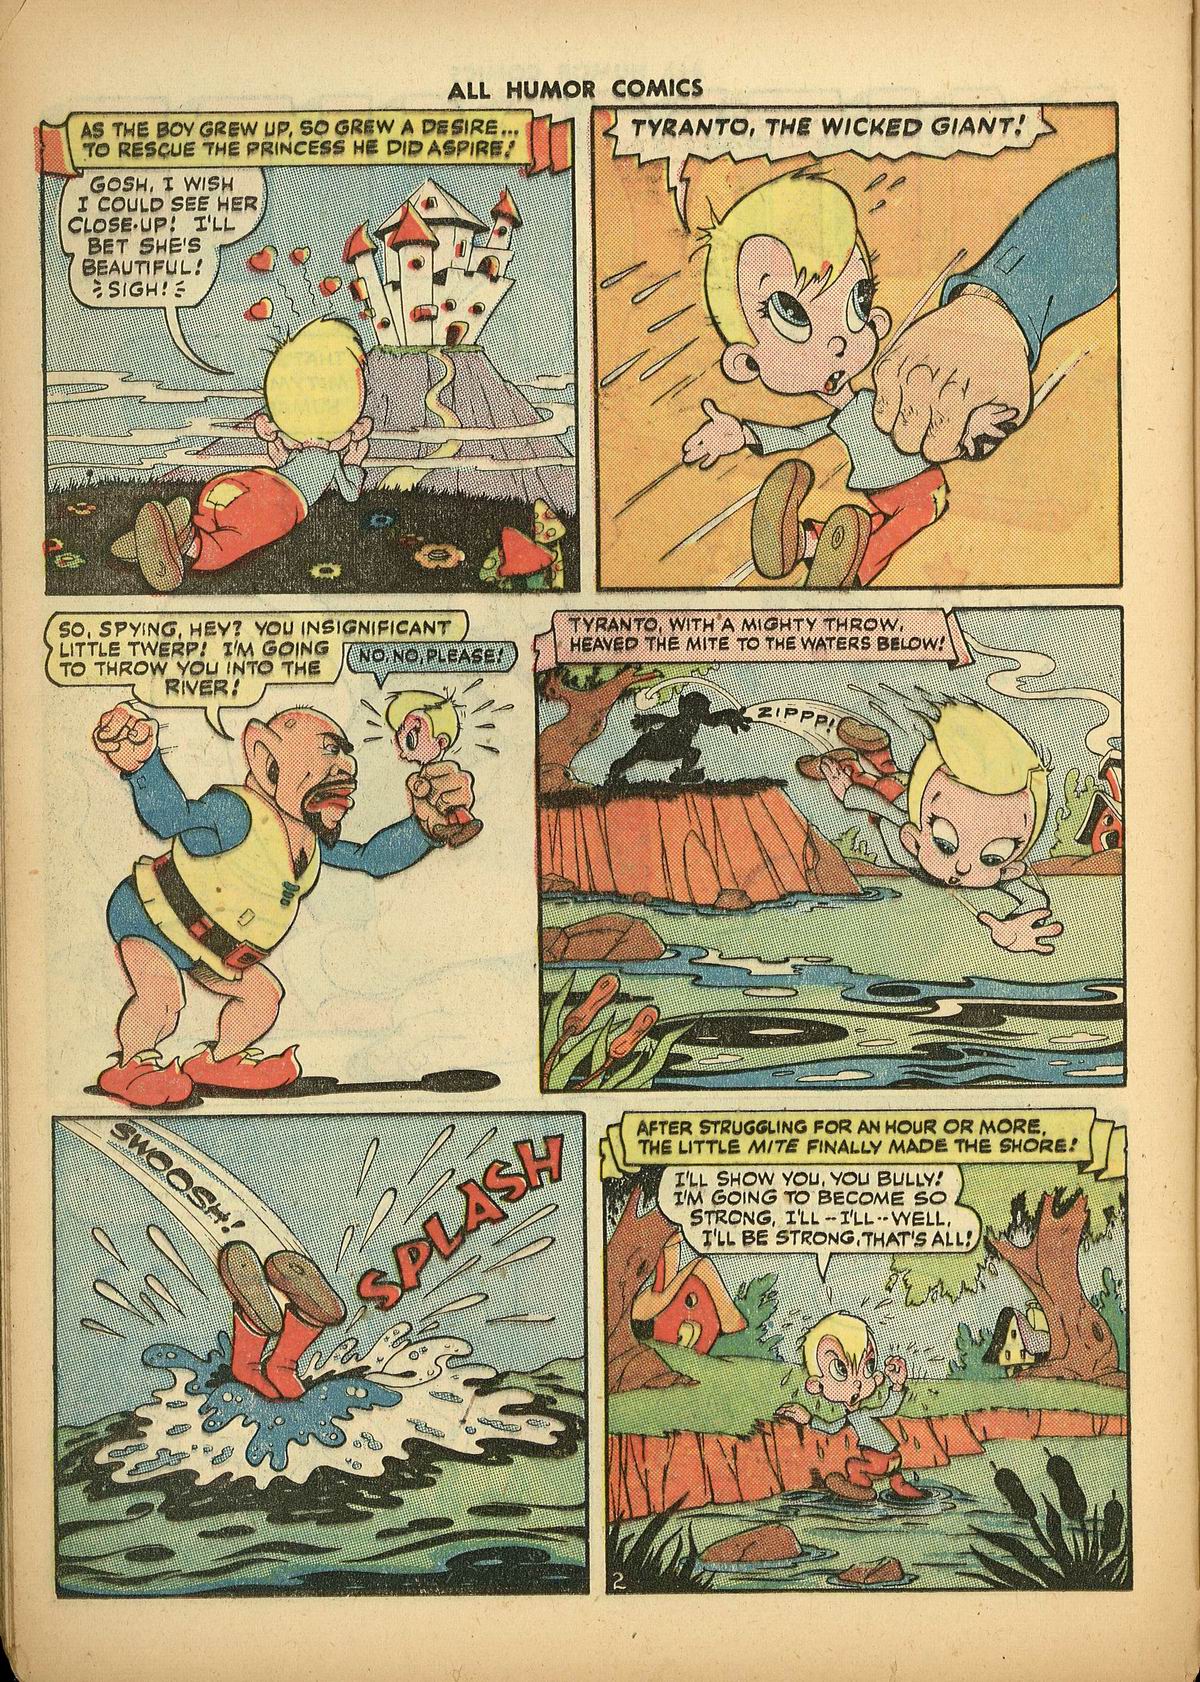 ALL HUMOR COMICS
AS THE BOY GREW UP, SO GREW A DESIRE...
TO RESCUE THE PRINCESS HE DID ASPIRE!
GOSH, I WISH
I COULD SEE HER
CLOSE-UP! I'LL
BET SHE'S
BEAUTIFUL!
SIGH!
TYRANTO, THE WICKED GIANT!
SO, SPYING, HEY? YOU INSIGNIFICANT
LITTLE TWERP! I'M GOING
TO THROW YOU INTO THE
RIVER!
NO, NO, PLEASE!
TYRANTO, WITH A MIGHTY THROW,
HEAVED THE MITE TO THE WATERS BELOW!
ZIPPP!
SWOOSH!
SPLASH
AFTER STRUGGLING FOR AN HOUR OR MORE,
THE LITTLE MITE FINALLY MADE THE SHORE!
I'LL SHOW YOU, YOU BULLY!
I'M GOING TO BECOME SO
STRONG, I'LL -- I'LL -- WELL,
I'LL BE STRONG, THAT'S ALL!
2